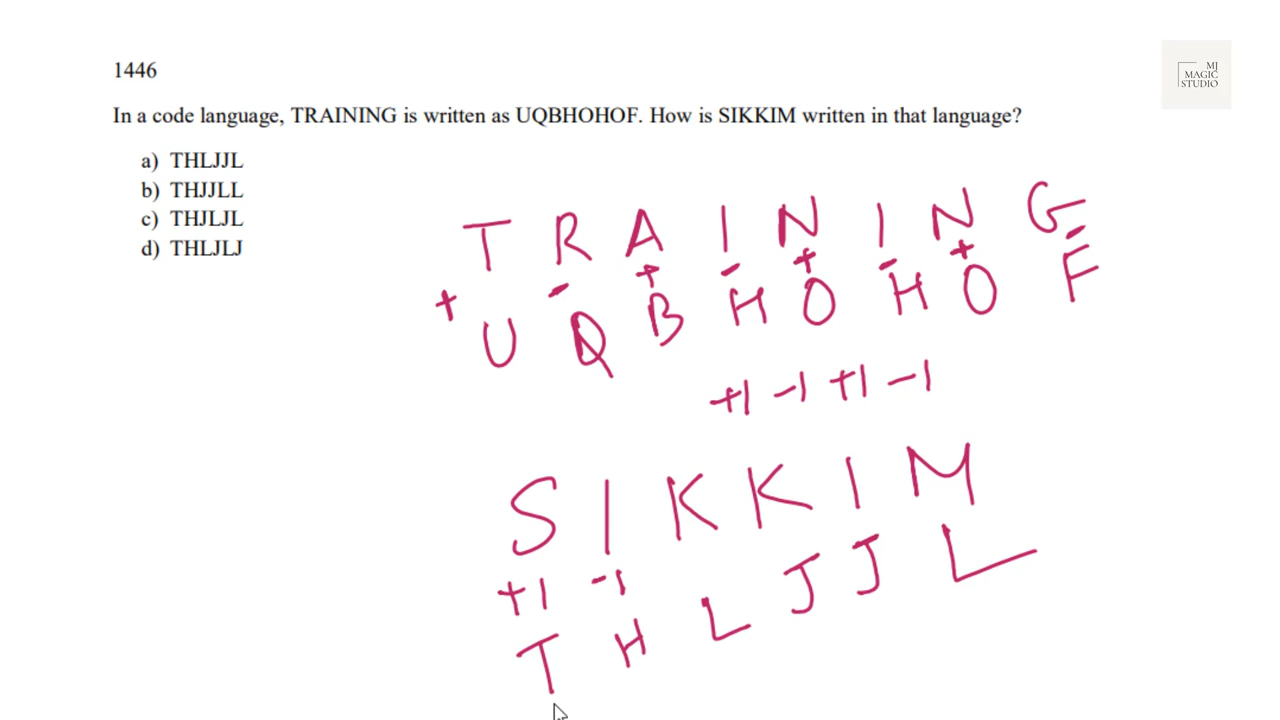 MJ
MAGIC
STUDIO
1446
In a code language, TRAINING is written as UQBHOHOF. How is SIKKIM written in that language?
a) THLJJL
b) THJJLL
c) THJLJL
d) THLJLJ
T R A I N I N G
+ - + - + - + -
U Q B H O H O F
+1 -1 +1 -1
S I K K I M
+1 -1
T H L J J L